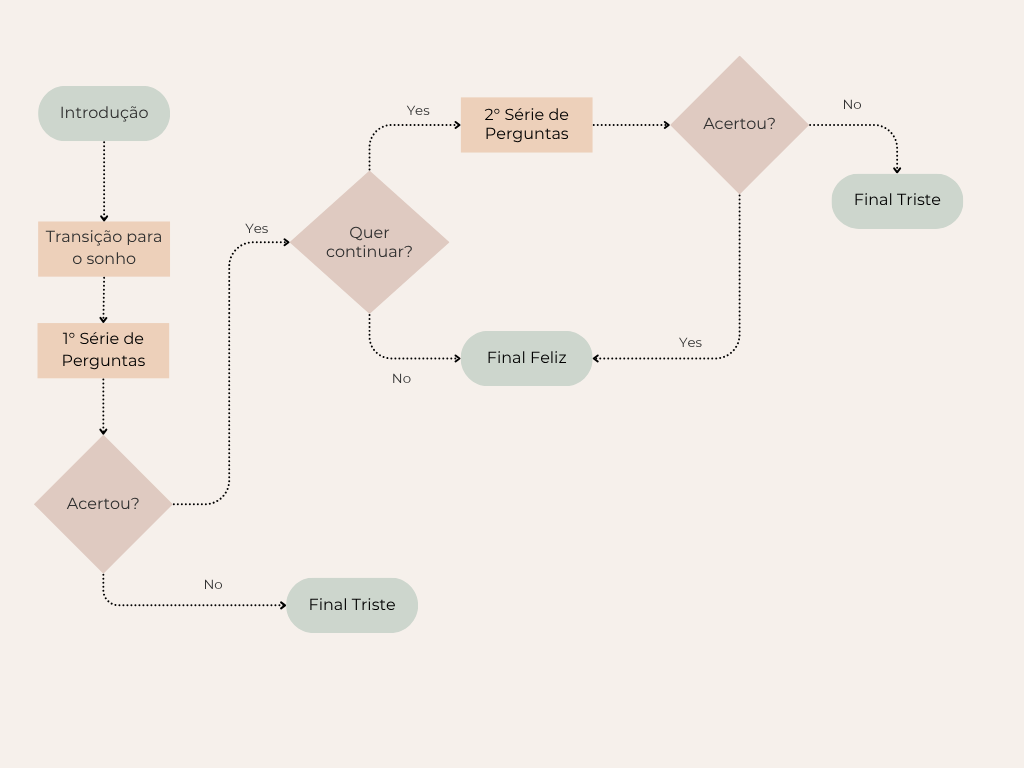 Introdução
Transição para
o sonho
1° Série de
Perguntas
Acertou?
No
Final Triste
Yes
Quer
continuar?
Yes
2° Série de
Perguntas
Acertou?
No
Final Triste
Yes
Final Feliz
No